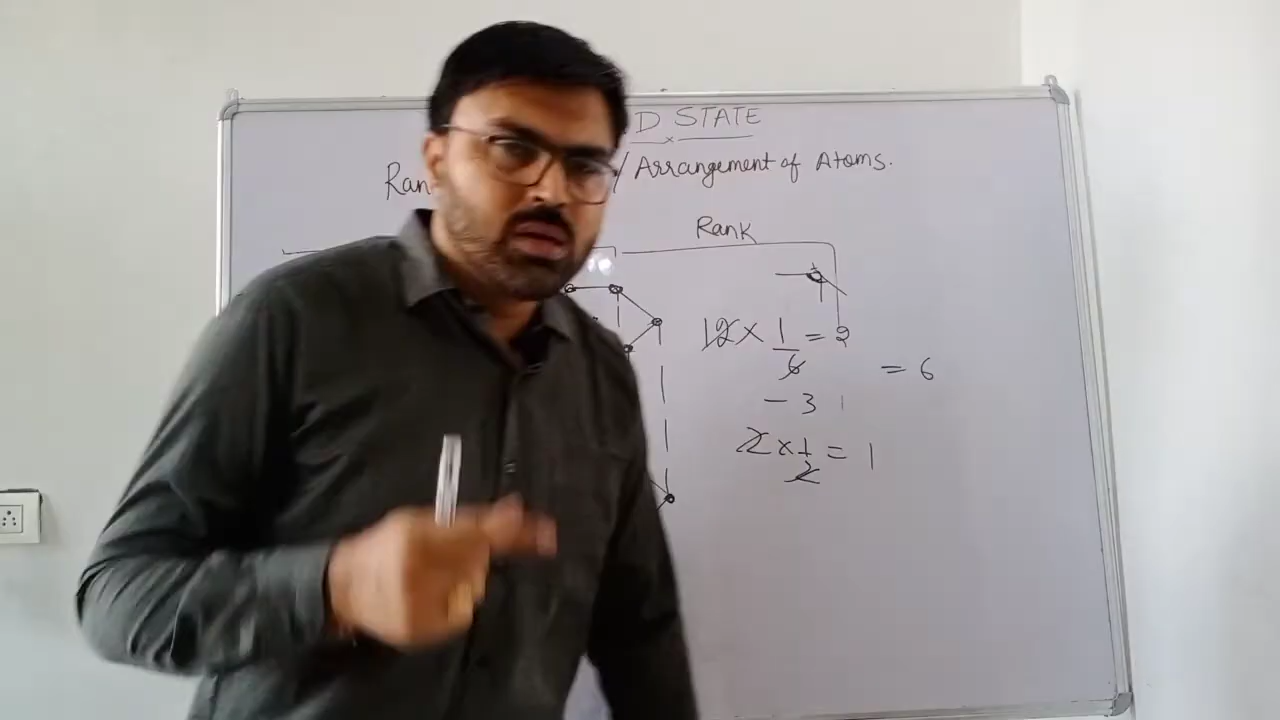 D STATE
Ran / Arrangement of Atoms.
Rank
12 × 1/6 = 2
= 6
- 3
2 × 1/2 = 1